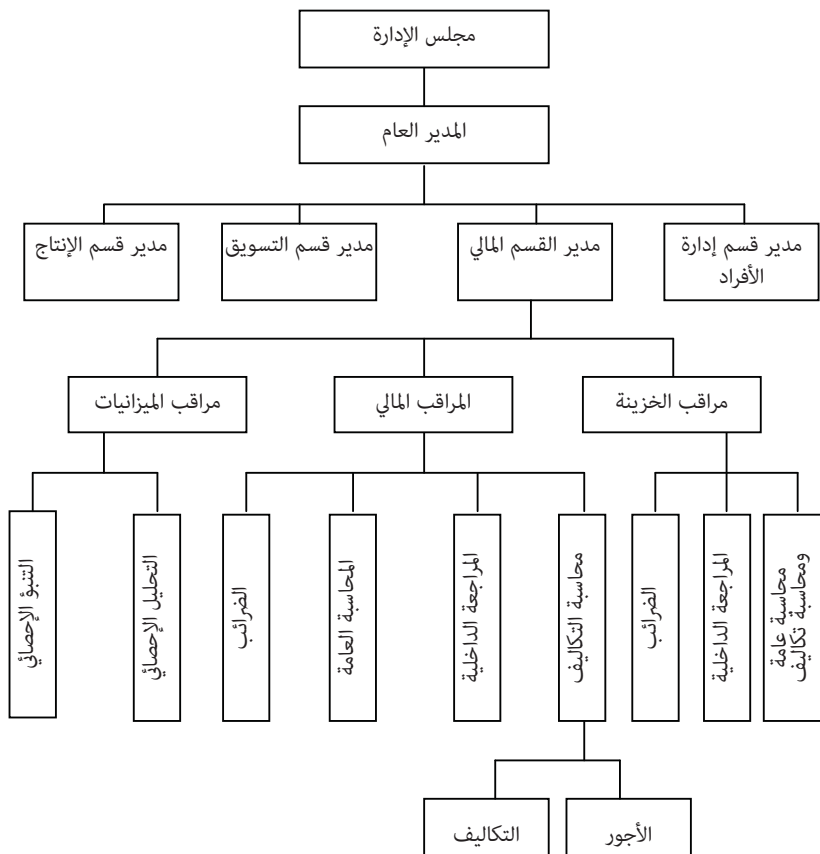 مجلس الإدارة
المدير العام
مدير قسم إدارة
الأفراد
مدير القسم المالي
مدير قسم التسويق
مدير قسم الإنتاج
مراقب الخزينة
المراقب المالي
مراقب الميزانيات
محاسبة عامة
ومحاسبة تكاليف
المراجعة الداخلية
الضرائب
محاسبة التكاليف
المراجعة الداخلية
المحاسبة العامة
الضرائب
التحليل الإحصائي
التنبؤ الإحصائي
الأجور
التكاليف